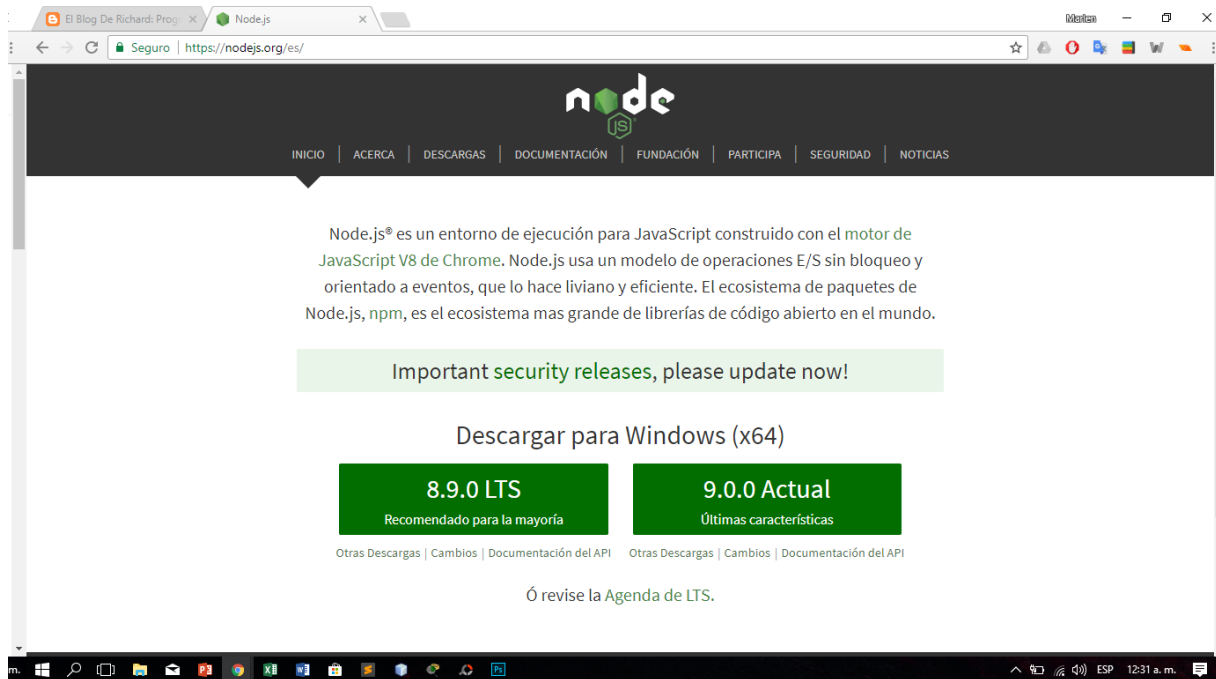 El Blog De Richard: Prog
Node.js
Marlen
Seguro | https://nodejs.org/es/
node
JS
INICIO | ACERCA | DESCARGAS | DOCUMENTACIÓN | FUNDACIÓN | PARTICIPA | SEGURIDAD | NOTICIAS
Node.js® es un entorno de ejecución para JavaScript construido con el motor de
JavaScript V8 de Chrome. Node.js usa un modelo de operaciones E/S sin bloqueo y
orientado a eventos, que lo hace liviano y eficiente. El ecosistema de paquetes de
Node.js, npm, es el ecosistema mas grande de librerías de código abierto en el mundo.
Important security releases, please update now!
Descargar para Windows (x64)
8.9.0 LTS
Recomendado para la mayoría
9.0.0 Actual
Últimas características
Otras Descargas | Cambios | Documentación del API
Otras Descargas | Cambios | Documentación del API
Ó revise la Agenda de LTS.
m.
Ps
ESP
12:31 a. m.